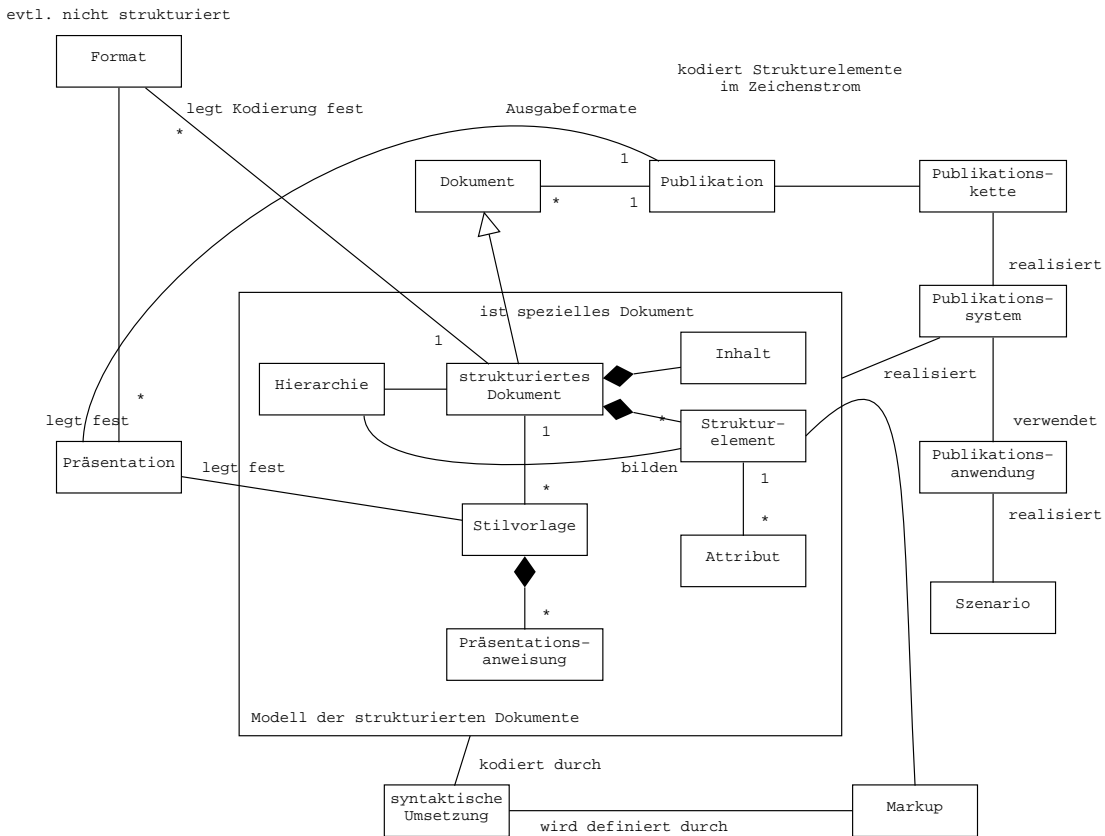 evtl. nicht strukturiert
Format
kodiert Strukturelemente
im Zeichenstrom
legt Kodierung fest
Ausgabeformate
*
1
Dokument
Publikation
Publikations-
kette
*
1
realisiert
Publikations-
system
ist spezielles Dokument
1
Inhalt
Hierarchie
strukturiertes
Dokument
realisiert
*
legt fest
*
Struktur-
element
verwendet
1
Präsentation
legt fest
bilden
Publikations-
anwendung
1
*
Stilvorlage
*
realisiert
Attribut
Szenario
*
Präsentations-
anweisung
Modell der strukturierten Dokumente
kodiert durch
syntaktische
Umsetzung
Markup
wird definiert durch